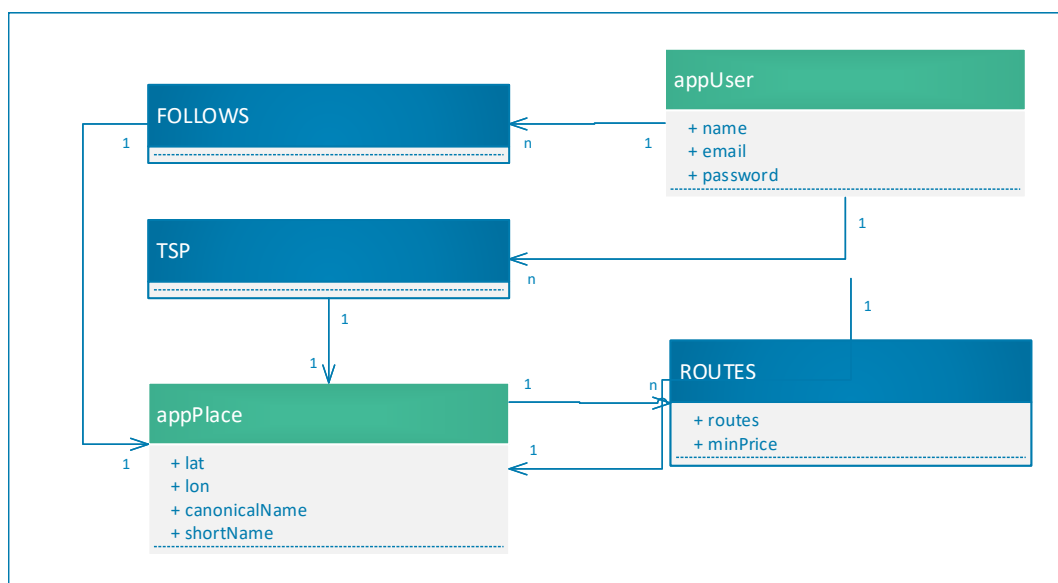 appUser
+ name
+ email
+ password
FOLLOWS
1
n
1
TSP
1
n
1
1
1
ROUTES
+ routes
+ minPrice
appPlace
+ lat
+ lon
+ canonicalName
+ shortName
1
n
1
1